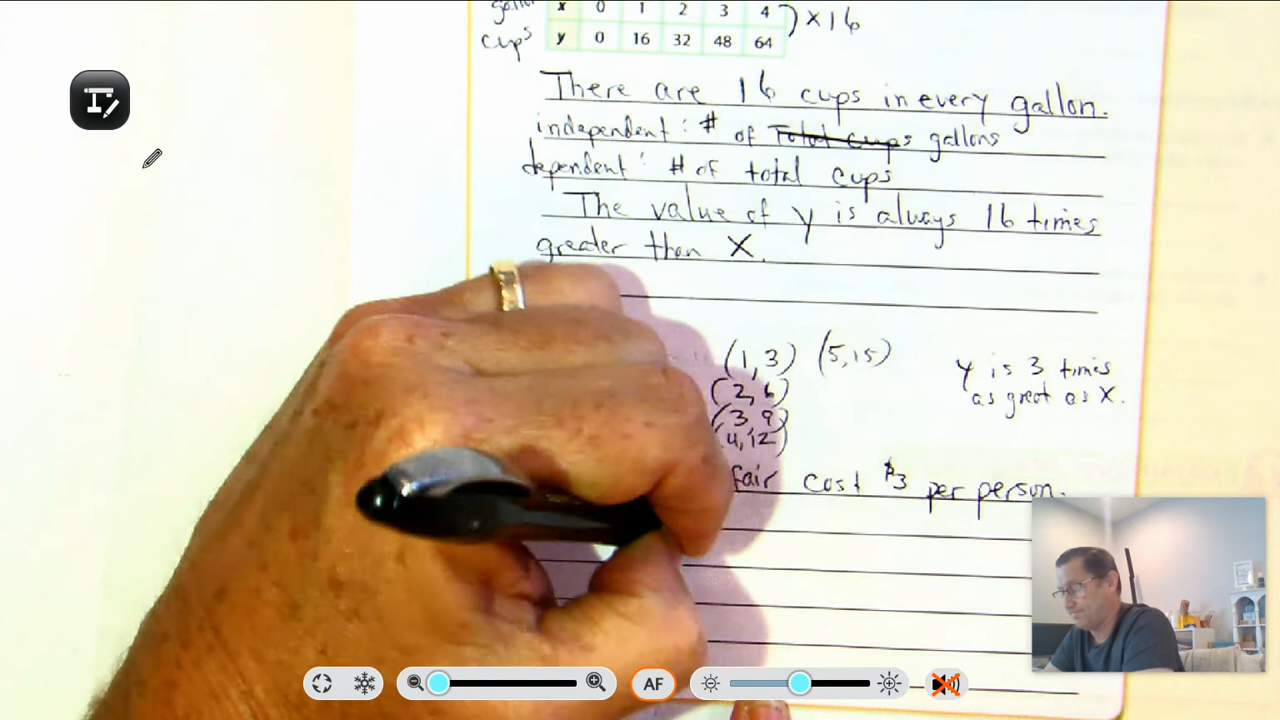 x 0 1 2 3 4
) × 16
cups y 0 16 32 48 64
There are 16 cups in every gallon.
independent: # of Total cups gallons
dependent: # of total cups
The value of y is always 16 times
greater than X.
(1, 3) (5, 15)
(2, 6)
(3, 9)
(4, 12)
y is 3 times
as great as X.
fair cost $3 per person.
AF